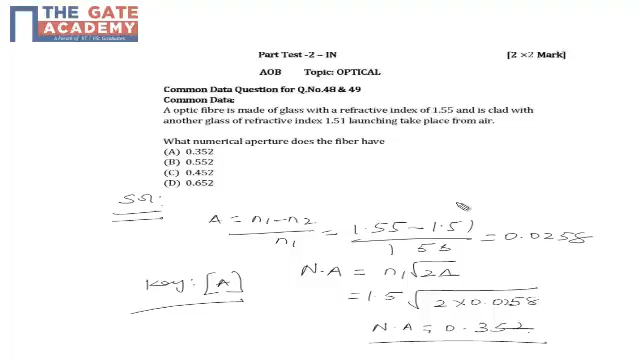 THE GATE
ACADEMY
A Forum of IIT / IISc Graduates
Part Test -2 – IN [2 ×2 Mark]
AOB Topic: OPTICAL
Common Data Question for Q.No.48 & 49
Common Data:
A optic fibre is made of glass with a refractive index of 1.55 and is clad with
another glass of refractive index 1.51 launching take place from air.
What numerical aperture does the fiber have
(A) 0.352
(B) 0.552
(C) 0.452
(D) 0.652
Sol:
Δ = n1-n2 / n1 = 1.55-1.51 / 1.55 = 0.0258
N.A = n1√2Δ
Key: [A]
= 1.5 √2×0.0258
N.A = 0.352